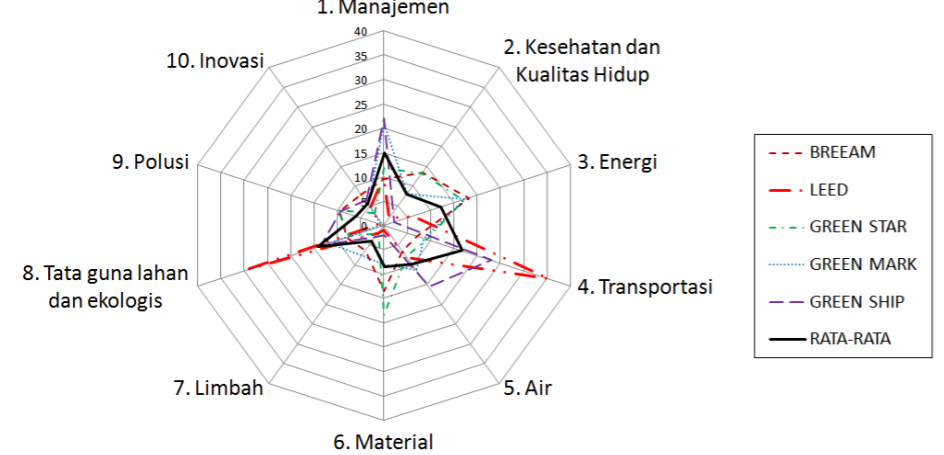 1. Manajemen
2. Kesehatan dan
Kualitas Hidup
3. Energi
4. Transportasi
5. Air
6. Material
7. Limbah
8. Tata guna lahan
dan ekologis
9. Polusi
10. Inovasi
40
35
30
25
20
15
10
5
0
BREEAM
LEED
GREEN STAR
GREEN MARK
GREEN SHIP
RATA-RATA